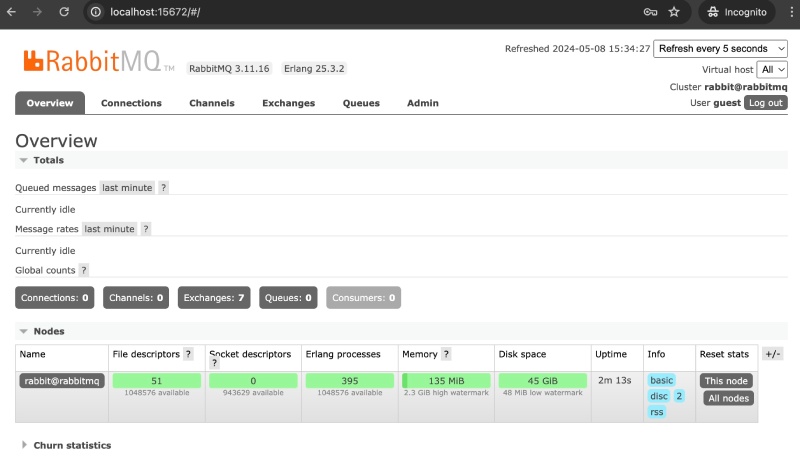 localhost:15672/#/
Incognito
RabbitMQ TM RabbitMQ 3.11.16 Erlang 25.3.2
Refreshed 2024-05-08 15:34:27 Refresh every 5 seconds
Virtual host All
Cluster rabbit@rabbitmq
User guest Log out
Overview Connections Channels Exchanges Queues Admin
Overview
Totals
Queued messages last minute ?
Currently idle
Message rates last minute ?
Currently idle
Global counts ?
Connections: 0 Channels: 0 Exchanges: 7 Queues: 0 Consumers: 0
Nodes
Name File descriptors ? Socket descriptors ? Erlang processes Memory ? Disk space Uptime Info Reset stats +/-
rabbit@rabbitmq 51 0 395 135 MiB 45 GiB 2m 13s basic This node
1048576 available 943629 available 1048576 available 2.3 GiB high watermark 48 MiB low watermark disc 2 All nodes
rss
Churn statistics